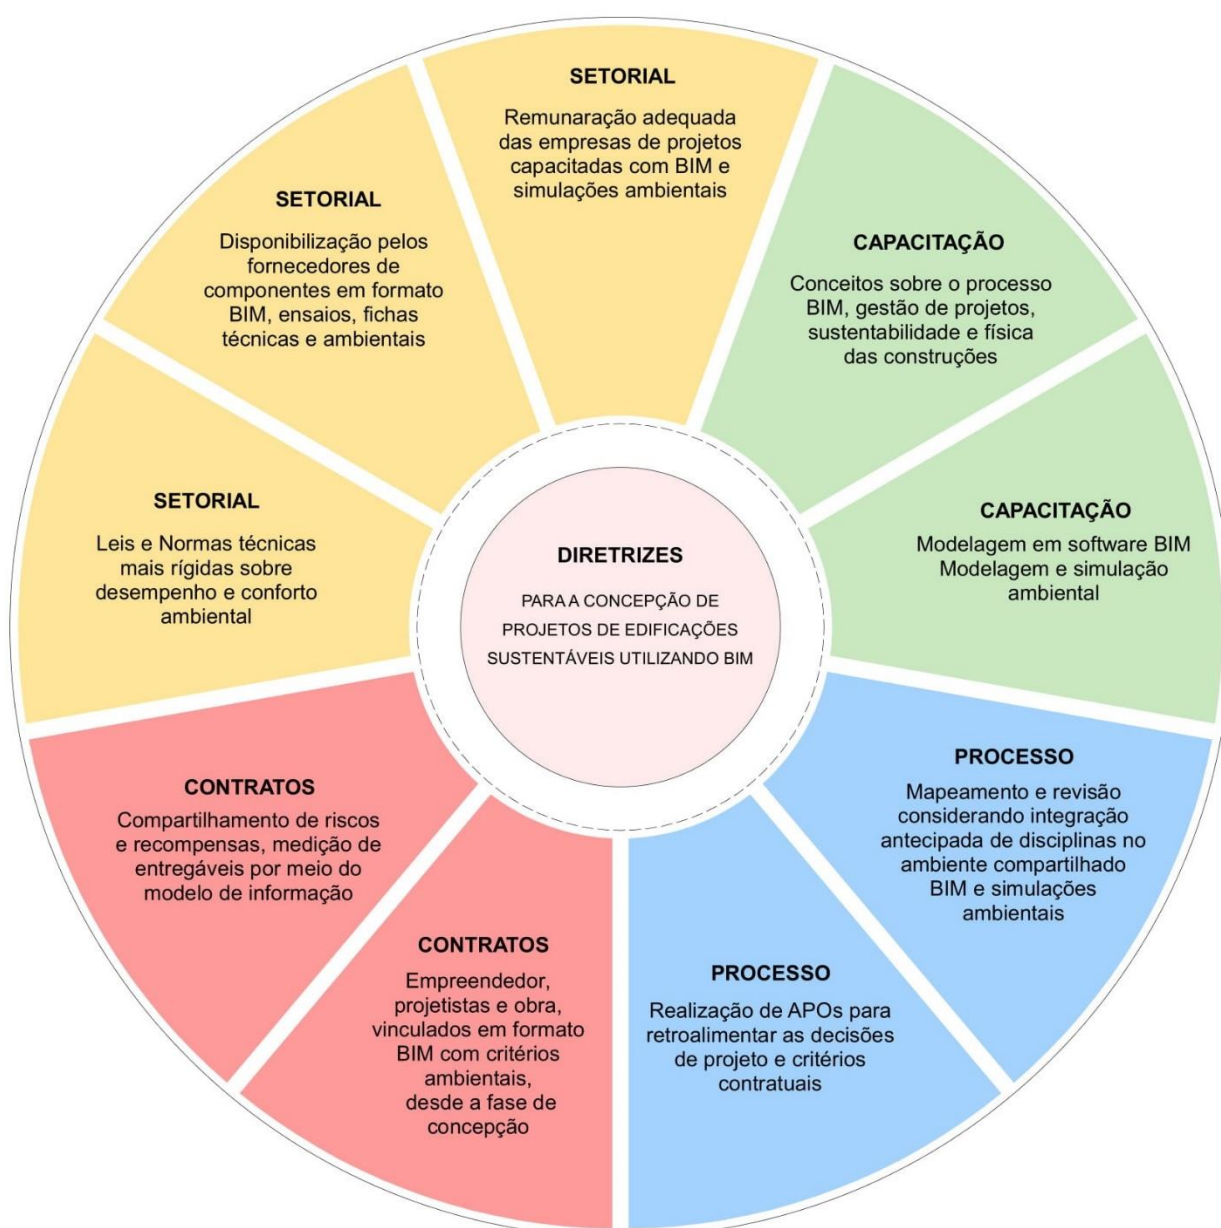 SETORIAL
Remunaração adequada
das empresas de projetos
capacitadas com BIM e
simulações ambientais
CAPACITAÇÃO
Conceitos sobre o processo
BIM, gestão de projetos,
sustentabilidade e física
das construções
CAPACITAÇÃO
Modelagem em software BIM
Modelagem e simulação
ambiental
PROCESSO
Mapeamento e revisão
considerando integração
antecipada de disciplinas no
ambiente compartilhado
BIM e simulações
ambientais
PROCESSO
Realização de APOs para
retroalimentar as decisões
de projeto e critérios
contratuais
CONTRATOS
Empreendedor,
projetistas e obra,
vinculados em formato
BIM com critérios
ambientais,
desde a fase de
concepção
CONTRATOS
Compartilhamento de riscos
e recompensas, medição de
entregáveis por meio do
modelo de informação
SETORIAL
Leis e Normas técnicas
mais rígidas sobre
desempenho e conforto
ambiental
SETORIAL
Disponibilização pelos
fornecedores de
componentes em formato
BIM, ensaios, fichas
técnicas e ambientais
DIRETRIZES
PARA A CONCEPÇÃO DE
PROJETOS DE EDIFICAÇÕES
SUSTENTÁVEIS UTILIZANDO BIM